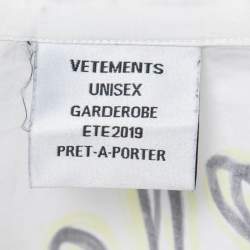 VETEMENTS
UNISEX
GARDEROBE
ETE2019
PRET-A-PORTER